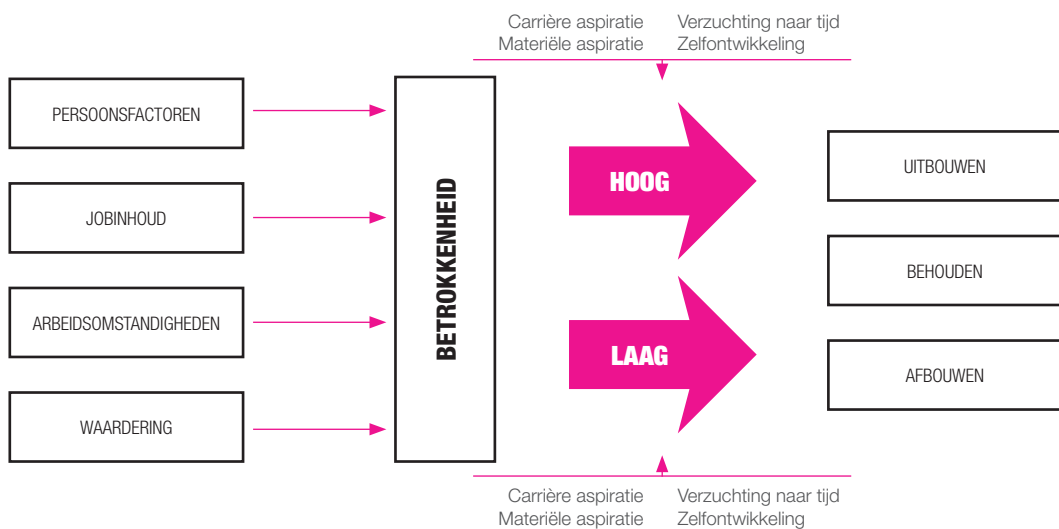 Carrière aspiratie
Materiële aspiratie
Verzuchting naar tijd
Zelfontwikkeling
PERSOONSFACTOREN
JOBINHOUD
ARBEIDSOMSTANDIGHEDEN
WAARDERING
BETROKKENHEID
HOOG
LAAG
UITBOUWEN
BEHOUDEN
AFBOUWEN
Carrière aspiratie
Materiële aspiratie
Verzuchting naar tijd
Zelfontwikkeling